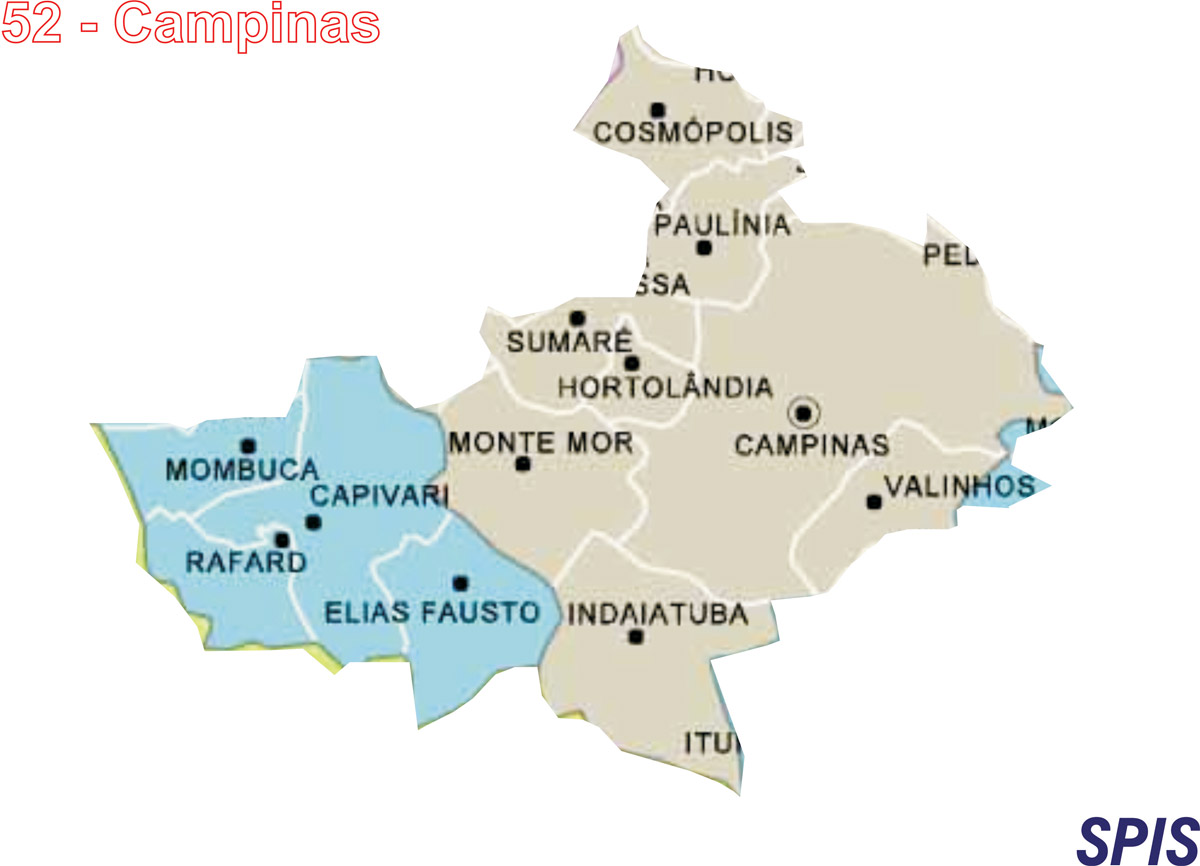 52 - Campinas
COSMÓPOLIS
PAULÍNIA
PEL
SSA
SUMARÉ
HORTOLÂNDIA
MONTE MOR
CAMPINAS
MOMBUCA
CAPIVARI
VALINHOS
RAFARD
ELIAS FAUSTO
INDAIATUBA
ITU
SPIS